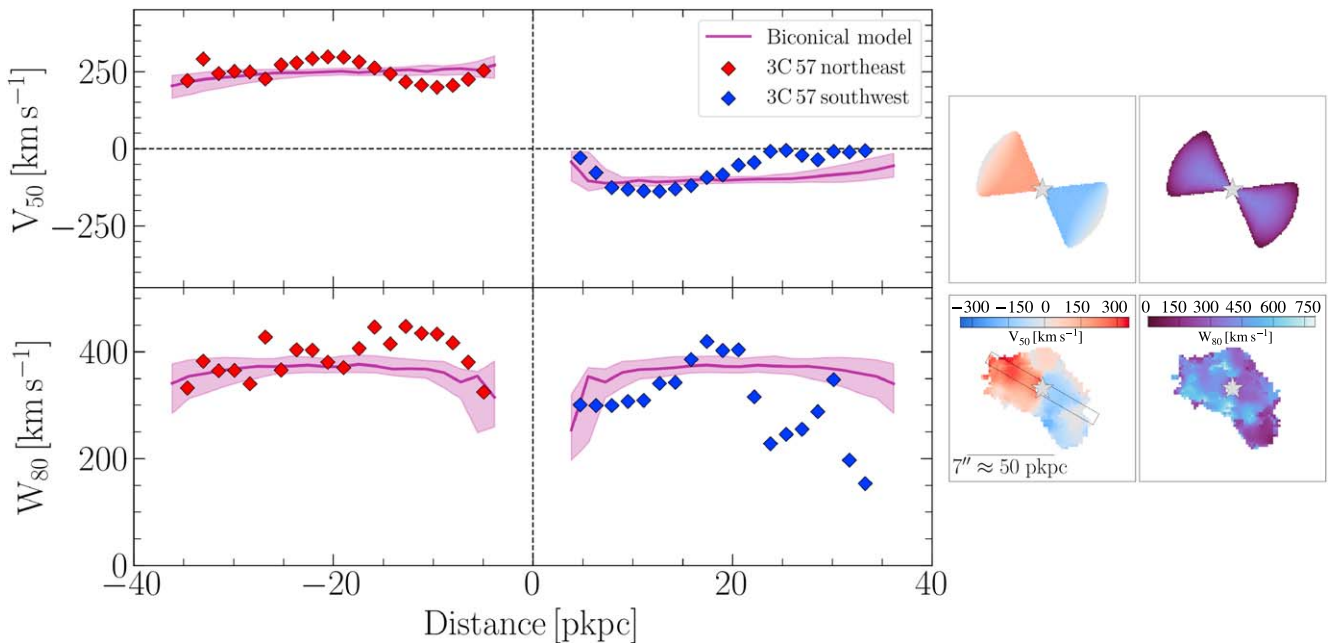 V₅₀ [km s⁻¹]
250
0
−250
Biconical model
3C 57 northeast
3C 57 southwest
W₈₀ [km s⁻¹]
400
200
0
−40
−20
0
20
40
Distance [pkpc]
−300 −150 0 150 300
V₅₀ [km s⁻¹]
7″ ≈ 50 pkpc
0 150 300 450 600 750
W₈₀ [km s⁻¹]